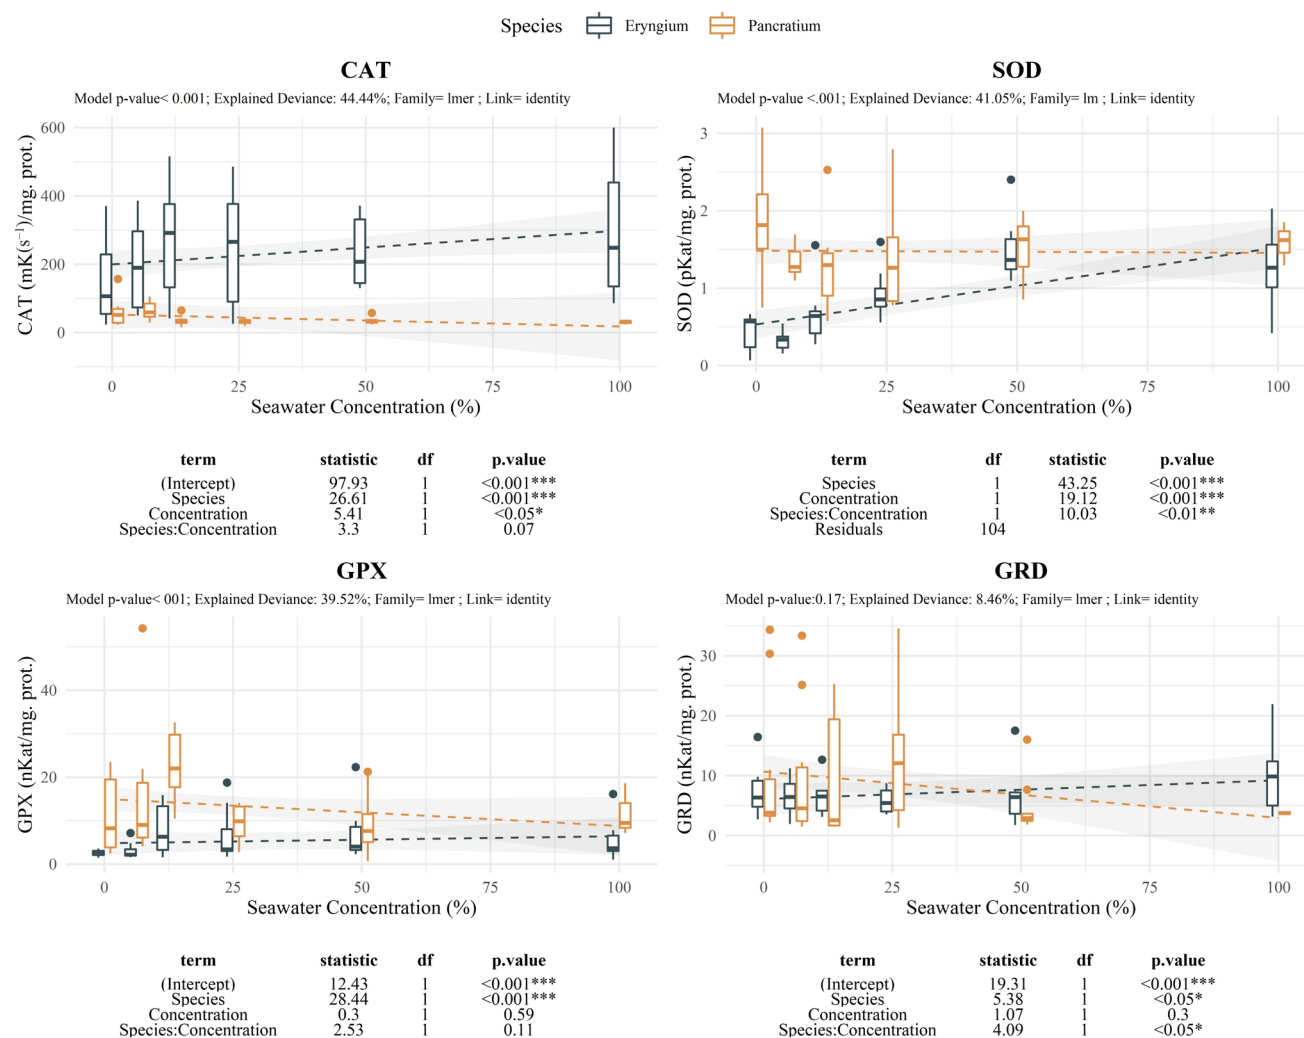 Species Eryngium Pancratium
CAT
Model p-value< 0.001; Explained Deviance: 44.44%; Family= lmer ; Link= identity
CAT (mK(s⁻¹)/mg. prot.)
600
400
200
0
0 25 50 75 100
Seawater Concentration (%)
term statistic df p.value
(Intercept) 97.93 1 <0.001***
Species 26.61 1 <0.001***
Concentration 5.41 1 <0.05*
Species:Concentration 3.3 1 0.07
SOD
Model p-value <.001; Explained Deviance: 41.05%; Family= lm ; Link= identity
SOD (pKat/mg. prot.)
3
2
1
0
0 25 50 75 100
Seawater Concentration (%)
term df statistic p.value
Species 1 43.25 <0.001***
Concentration 1 19.12 <0.001***
Species:Concentration 1 10.03 <0.01**
Residuals 104
GPX
Model p-value< 001; Explained Deviance: 39.52%; Family= lmer ; Link= identity
GPX (nKat/mg. prot.)
40
20
0
0 25 50 75 100
Seawater Concentration (%)
term statistic df p.value
(Intercept) 12.43 1 <0.001***
Species 28.44 1 <0.001***
Concentration 0.3 1 0.59
Species:Concentration 2.53 1 0.11
GRD
Model p-value:0.17; Explained Deviance: 8.46%; Family= lmer ; Link= identity
GRD (nKat/mg. prot.)
30
20
10
0
0 25 50 75 100
Seawater Concentration (%)
term statistic df p.value
(Intercept) 19.31 1 <0.001***
Species 5.38 1 <0.05*
Concentration 1.07 1 0.3
Species:Concentration 4.09 1 <0.05*